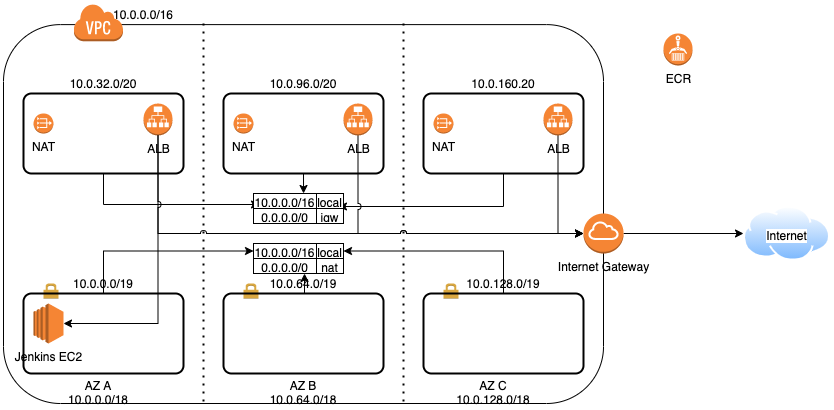 10.0.0.0/16
VPC
ECR
10.0.32.0/20
10.0.96.0/20
10.0.160.20
NAT
ALB
NAT
ALB
NAT
ALB
10.0.0.0/16 local
0.0.0.0/0 igw
Internet
10.0.0.0/16 local
0.0.0.0/0 nat
Internet Gateway
10.0.0.0/19
10.0.64.0/19
10.0.128.0/19
Jenkins EC2
AZ A
10.0.0.0/18
AZ B
10.0.64.0/18
AZ C
10.0.128.0/18